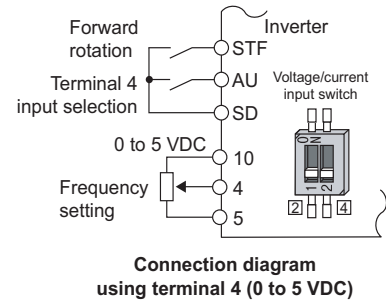 Inverter
Forward
rotation
STF
AU
Terminal 4
input selection
SD
Voltage/current
input switch
0 to 5 VDC
10
4
Frequency
setting
5
ON
1 2
2 4
Connection diagram
using terminal 4 (0 to 5 VDC)